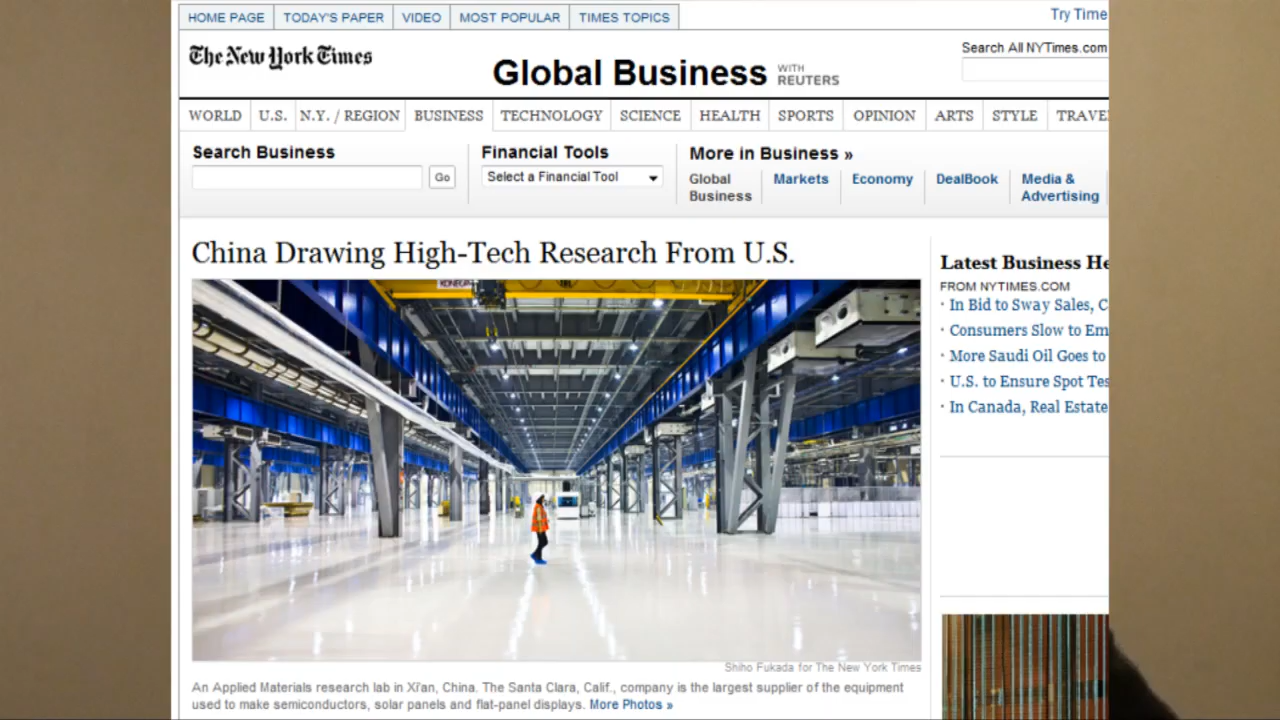 HOME PAGE TODAY'S PAPER VIDEO MOST POPULAR TIMES TOPICS
Try Time
The New York Times
Global Business WITH REUTERS
Search All NYTimes.com
WORLD U.S. N.Y. / REGION BUSINESS TECHNOLOGY SCIENCE HEALTH SPORTS OPINION ARTS STYLE TRAVE
Search Business
Go
Financial Tools
Select a Financial Tool
More in Business »
Global Business
Markets
Economy
DealBook
Media & Advertising
China Drawing High-Tech Research From U.S.
Shiho Fukada for The New York Times
An Applied Materials research lab in Xi'an, China. The Santa Clara, Calif., company is the largest supplier of the equipment
used to make semiconductors, solar panels and flat-panel displays. More Photos »
Latest Business He
FROM NYTIMES.COM
In Bid to Sway Sales, C
Consumers Slow to Em
More Saudi Oil Goes to
U.S. to Ensure Spot Tes
In Canada, Real Estate